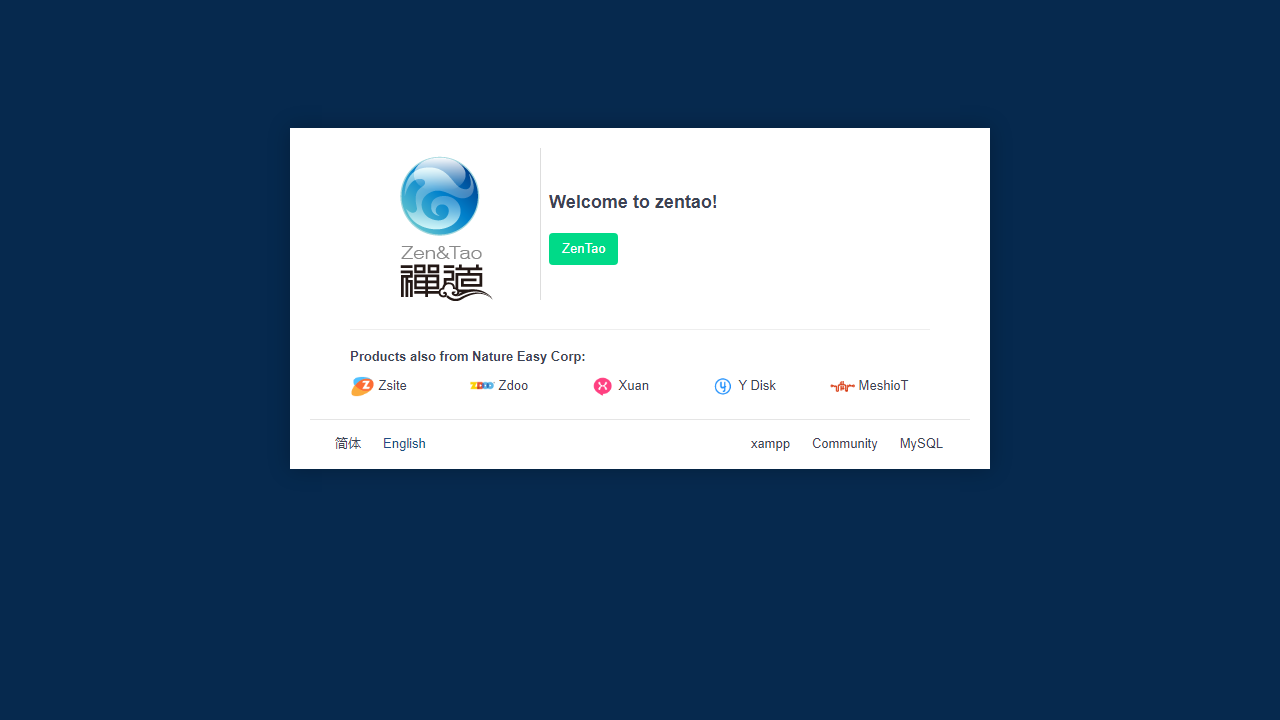 Zen&Tao
禪道
Welcome to zentao!
ZenTao
Products also from Nature Easy Corp:
Zsite Zdoo Xuan Y Disk MeshioT
简体 English xampp Community MySQL